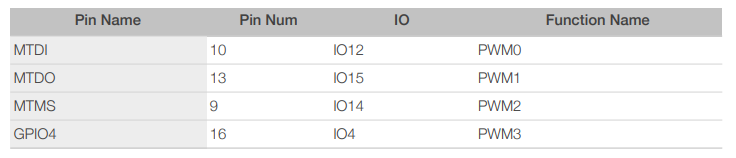 Pin Name Pin Num IO Function Name
MTDI 10 IO12 PWM0
MTDO 13 IO15 PWM1
MTMS 9 IO14 PWM2
GPIO4 16 IO4 PWM3